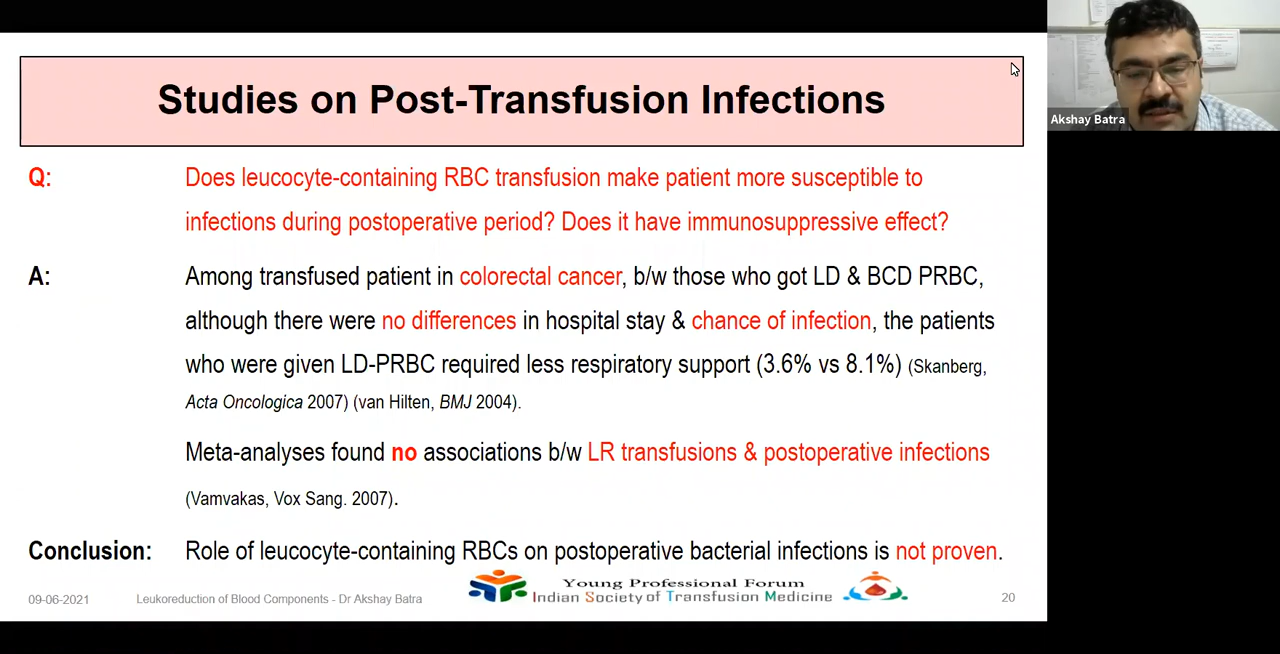 Studies on Post-Transfusion Infections
Akshay Batra
Q: Does leucocyte-containing RBC transfusion make patient more susceptible to
infections during postoperative period? Does it have immunosuppressive effect?
A: Among transfused patient in colorectal cancer, b/w those who got LD & BCD PRBC,
although there were no differences in hospital stay & chance of infection, the patients
who were given LD-PRBC required less respiratory support (3.6% vs 8.1%) (Skanberg,
Acta Oncologica 2007) (van Hilten, BMJ 2004).
Meta-analyses found no associations b/w LR transfusions & postoperative infections
(Vamvakas, Vox Sang. 2007).
Conclusion: Role of leucocyte-containing RBCs on postoperative bacterial infections is not proven.
Young Professional Forum
Indian Society of Transfusion Medicine
09-06-2021 Leukoreduction of Blood Components - Dr Akshay Batra 20